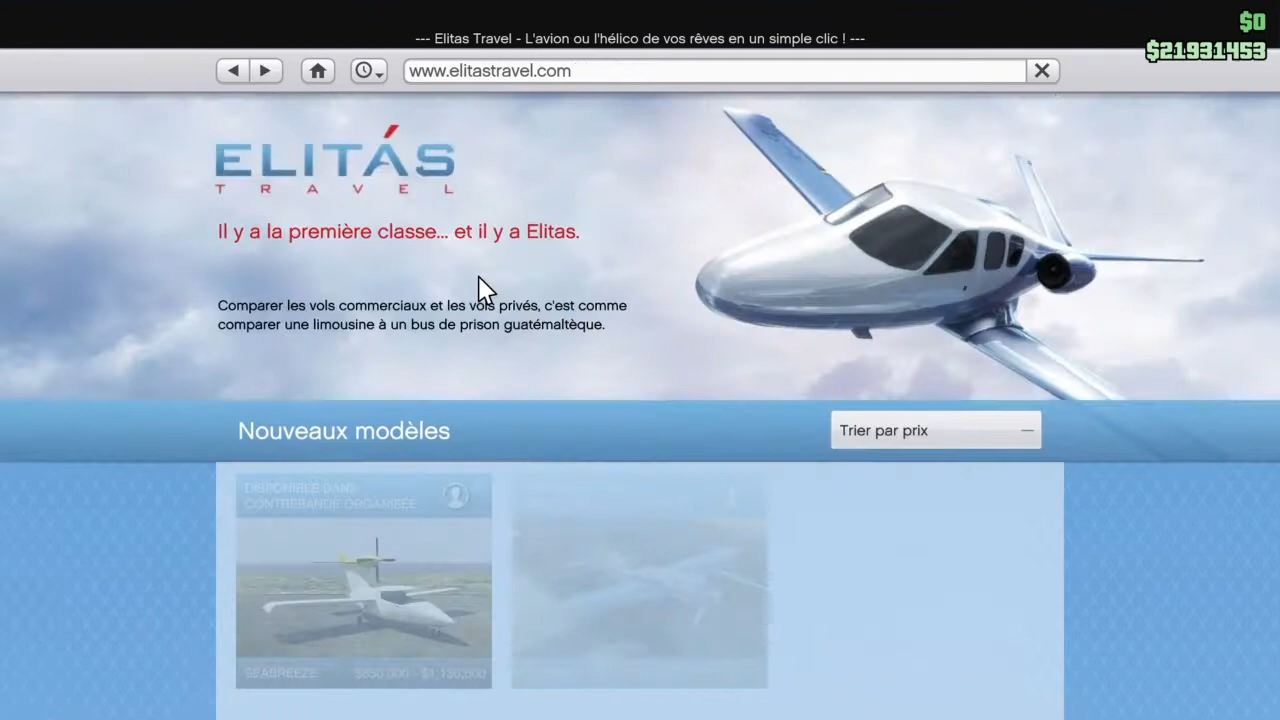 $0
$21931453
--- Elitas Travel - L'avion ou l'hélico de vos rêves en un simple clic ! ---
www.elitastravel.com
ELITÁS
TRAVEL
Il y a la première classe... et il y a Elitas.
Comparer les vols commerciaux et les vols privés, c'est comme
comparer une limousine à un bus de prison guatémaltèque.
Nouveaux modèles
Trier par prix
DISPONIBLE DANS
CONTREBANDE ORGANISÉE
SEABREEZE $850,000 - $1,130,500